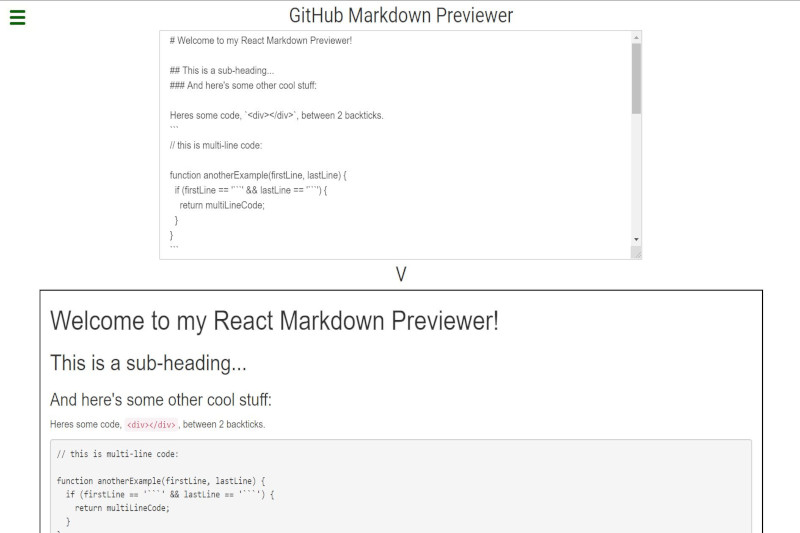 GitHub Markdown Previewer
# Welcome to my React Markdown Previewer!
## This is a sub-heading...
### And here's some other cool stuff:
Heres some code, `<div></div>`, between 2 backticks.
```
// this is multi-line code:
function anotherExample(firstLine, lastLine) {
  if (firstLine == '```' && lastLine == '```') {
    return multiLineCode;
  }
}
```
V
Welcome to my React Markdown Previewer!
This is a sub-heading...
And here's some other cool stuff:
Heres some code, <div></div>, between 2 backticks.
// this is multi-line code:
function anotherExample(firstLine, lastLine) {
  if (firstLine == '```' && lastLine == '```') {
    return multiLineCode;
  }